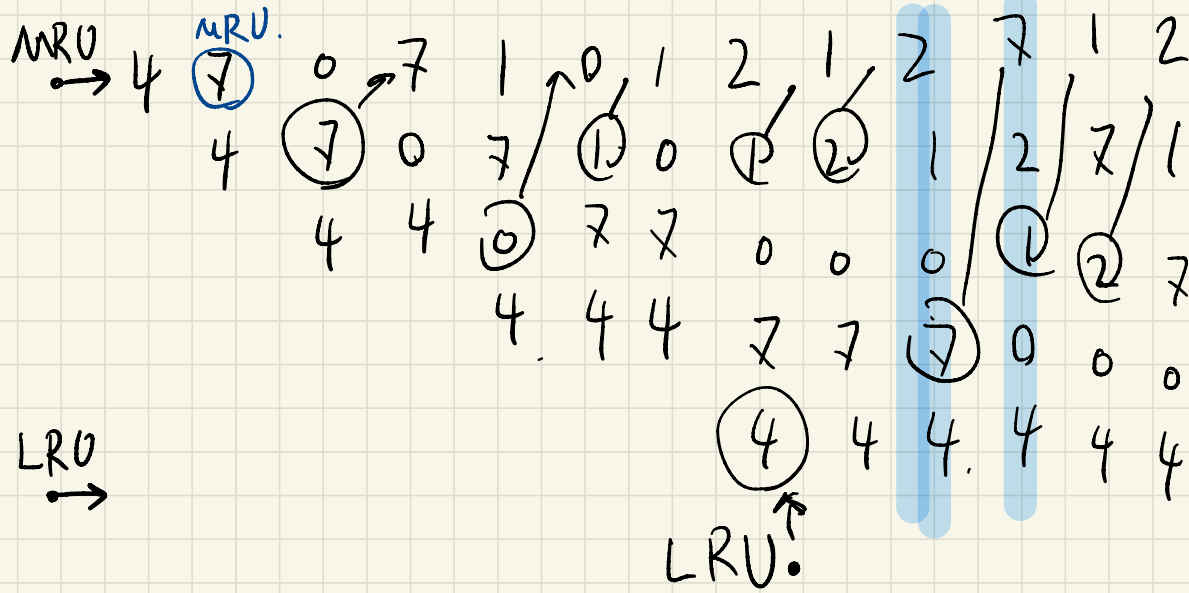 MRU.
MRU 4 7 0 7 1 0 1 2 1 2 7 1 2
4 7 0 7 1 0 1 2 1 2 7 1
4 4 0 7 7 0 0 0 1 2 7
4. 4 4 7 7 7 0 0 0
LRU 4 4 4. 4 4 4
LRU.